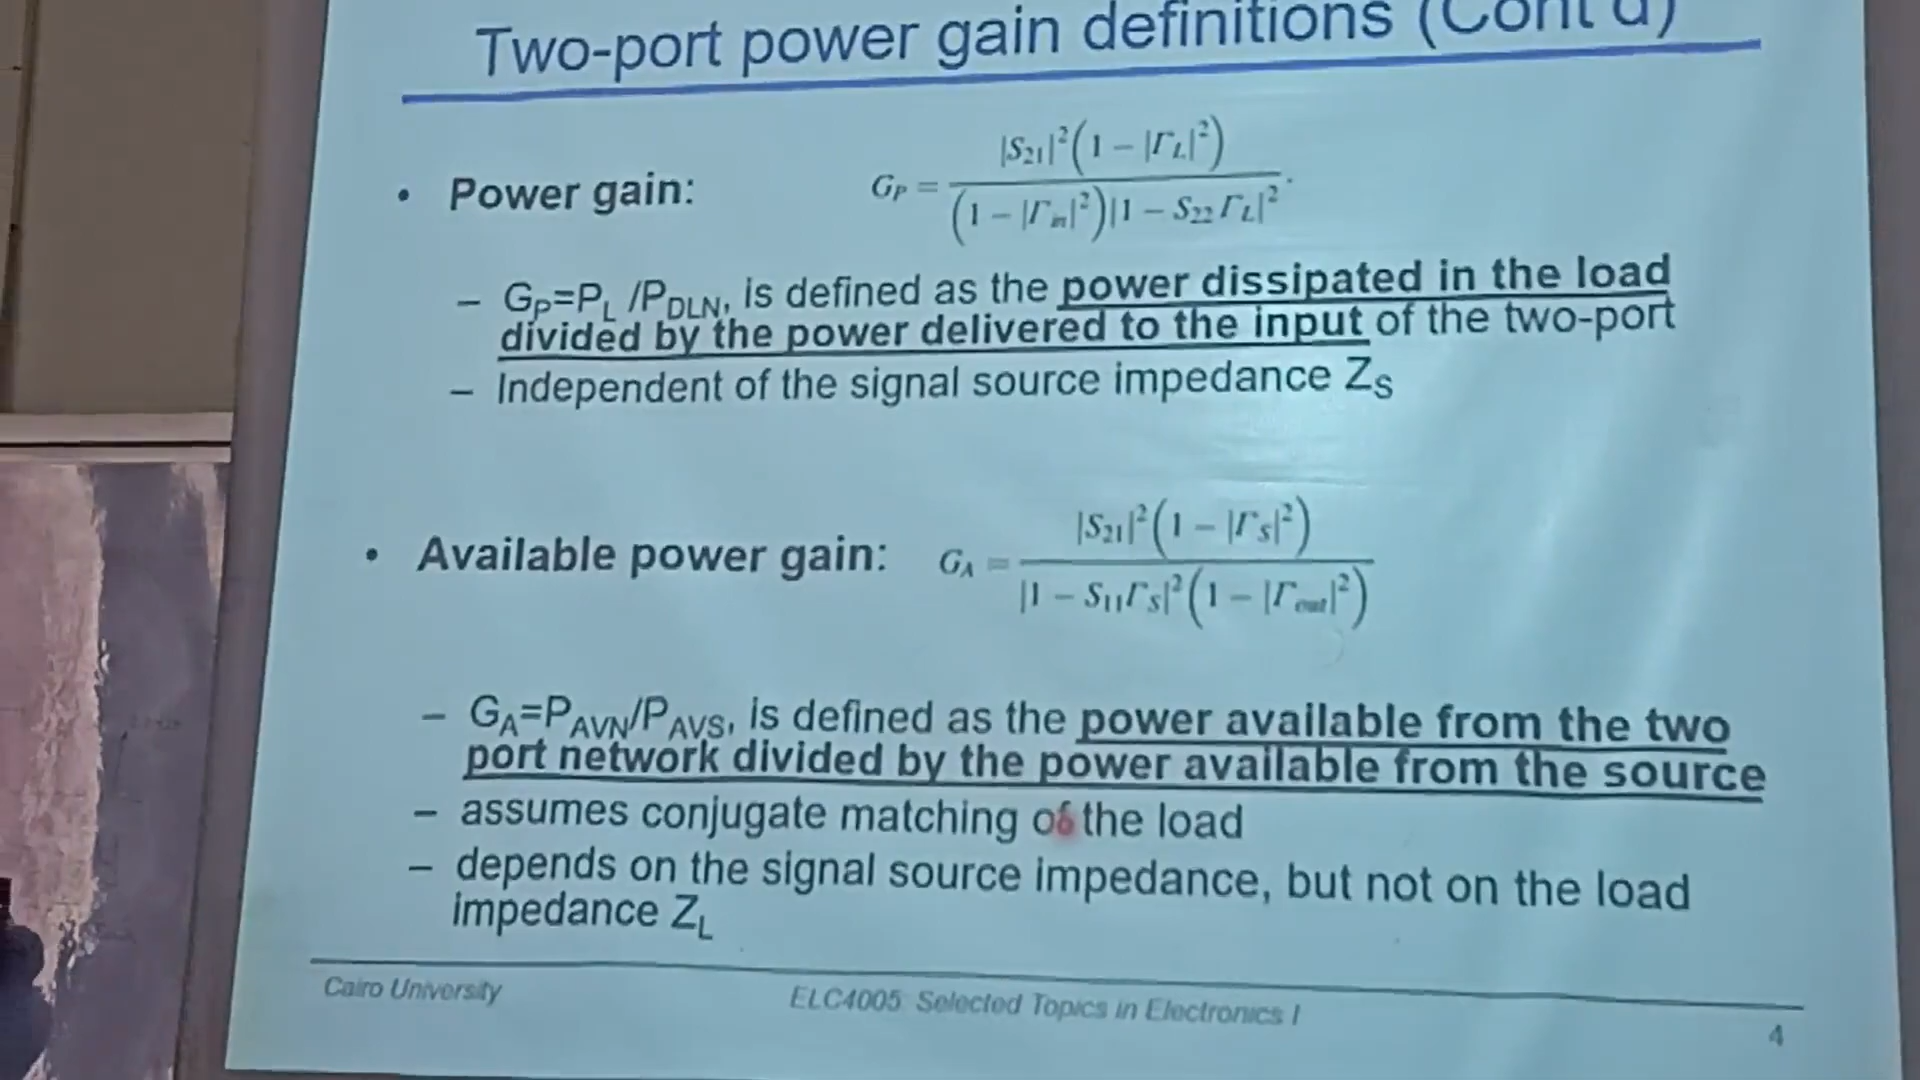 Two-port power gain definitions (Cont'd)
• Power gain: G_P = |S₂₁|²(1 − |Γ_L|²) / (1 − |Γ_in|²)|1 − S₂₂Γ_L|² .
– G_P=P_L /P_DLN, is defined as the power dissipated in the load
divided by the power delivered to the input of the two-port
– Independent of the signal source impedance Z_S
• Available power gain: G_A = |S₂₁|²(1 − |Γ_S|²) / |1 − S₁₁Γ_S|²(1 − |Γ_out|²)
– G_A=P_AVN/P_AVS, is defined as the power available from the two
port network divided by the power available from the source
– assumes conjugate matching of the load
– depends on the signal source impedance, but not on the load
impedance Z_L
Cairo University
ELC4005: Selected Topics in Electronics I
4